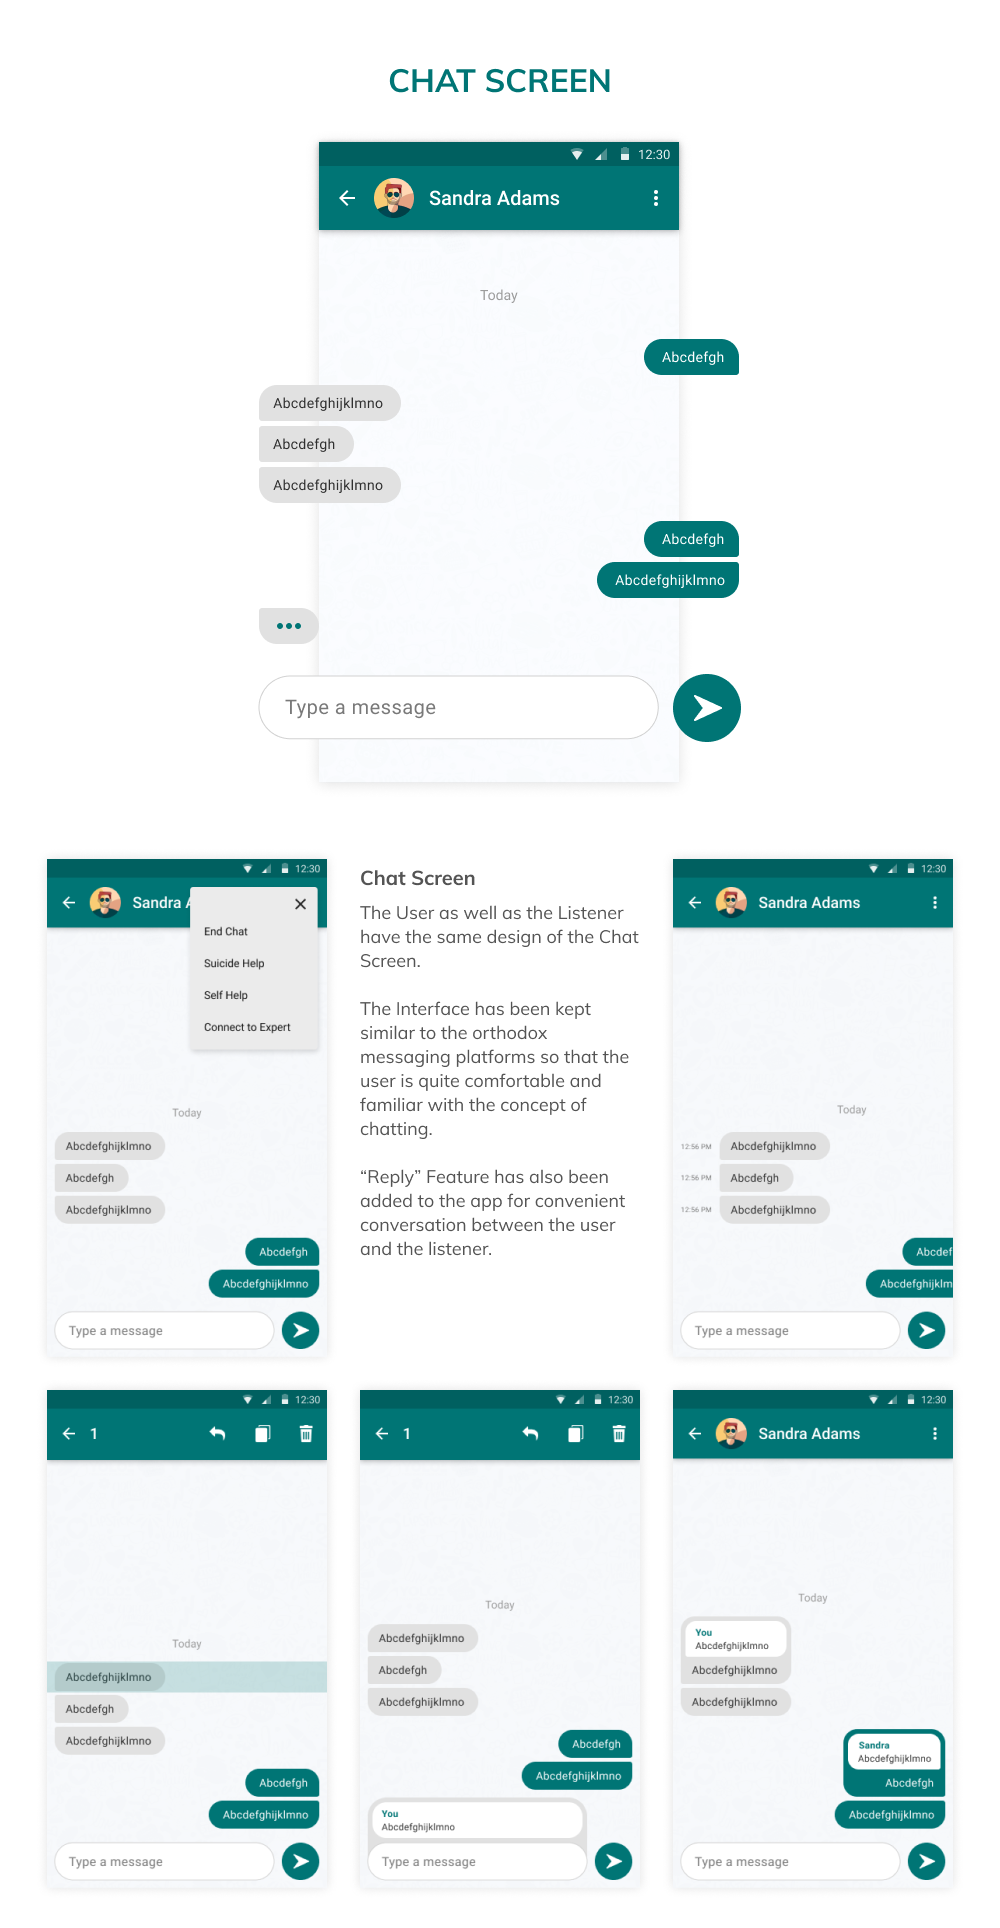 CHAT SCREEN
12:30
Sandra Adams
Today
Abcdefgh
Abcdefghijklmno
Abcdefgh
Abcdefghijklmno
Abcdefgh
Abcdefghijklmno
Type a message
12:30
Sandra A
End Chat
Suicide Help
Self Help
Connect to Expert
Today
Abcdefghijklmno
Abcdefgh
Abcdefghijklmno
Abcdefgh
Abcdefghijklmno
Type a message
Chat Screen
The User as well as the Listener
have the same design of the Chat
Screen.
The Interface has been kept
similar to the orthodox
messaging platforms so that the
user is quite comfortable and
familiar with the concept of
chatting.
“Reply” Feature has also been
added to the app for convenient
conversation between the user
and the listener.
12:30
Sandra Adams
Today
12:56 PM Abcdefghijklmno
12:56 PM Abcdefgh
12:56 PM Abcdefghijklmno
Abcdef
Abcdefghijklm
Type a message
12:30
1
Today
Abcdefghijklmno
Abcdefgh
Abcdefghijklmno
Abcdefgh
Abcdefghijklmno
Type a message
12:30
1
Today
Abcdefghijklmno
Abcdefgh
Abcdefghijklmno
Abcdefgh
Abcdefghijklmno
You
Abcdefghijklmno
Type a message
12:30
Sandra Adams
Today
You
Abcdefghijklmno
Abcdefghijklmno
Abcdefghijklmno
Sandra
Abcdefghijklmno
Abcdefgh
Abcdefghijklmno
Type a message